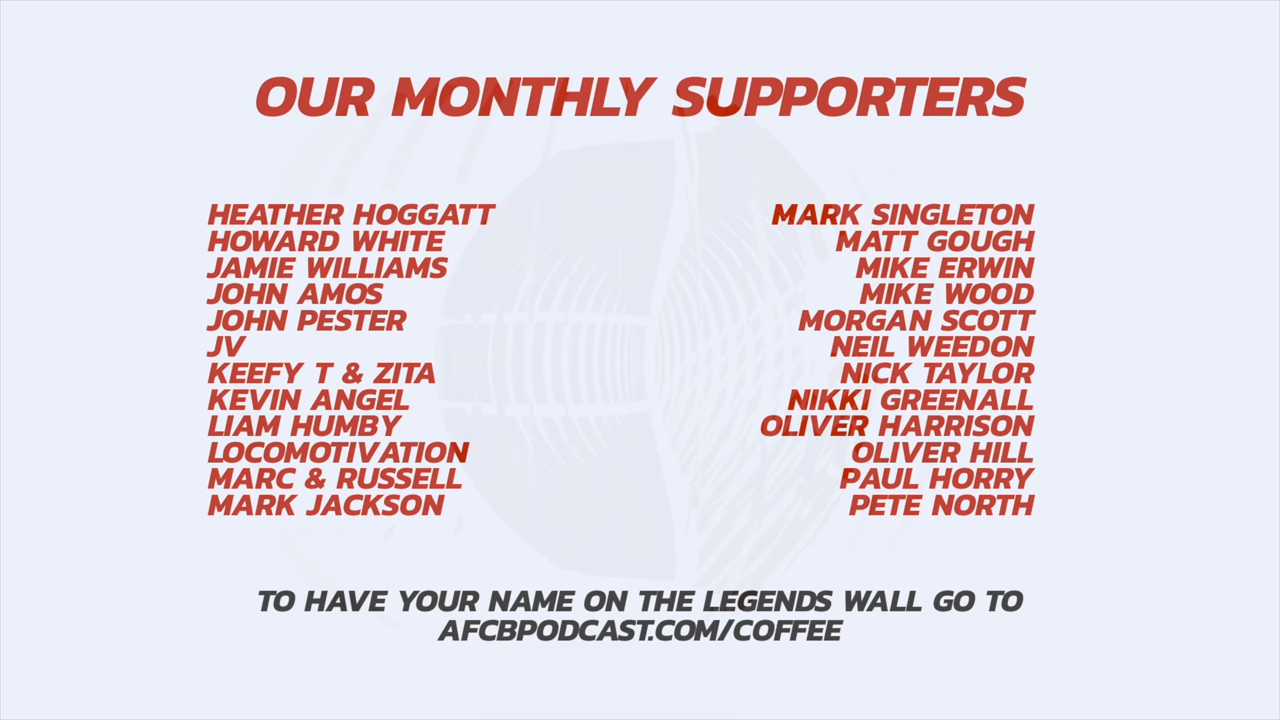 OUR MONTHLY SUPPORTERS
HEATHER HOGGATT
HOWARD WHITE
JAMIE WILLIAMS
JOHN AMOS
JOHN PESTER
JV
KEEFY T & ZITA
KEVIN ANGEL
LIAM HUMBY
LOCOMOTIVATION
MARC & RUSSELL
MARK JACKSON
MARK SINGLETON
MATT GOUGH
MIKE ERWIN
MIKE WOOD
MORGAN SCOTT
NEIL WEEDON
NICK TAYLOR
NIKKI GREENALL
OLIVER HARRISON
OLIVER HILL
PAUL HORRY
PETE NORTH
TO HAVE YOUR NAME ON THE LEGENDS WALL GO TO
AFCBPODCAST.COM/COFFEE